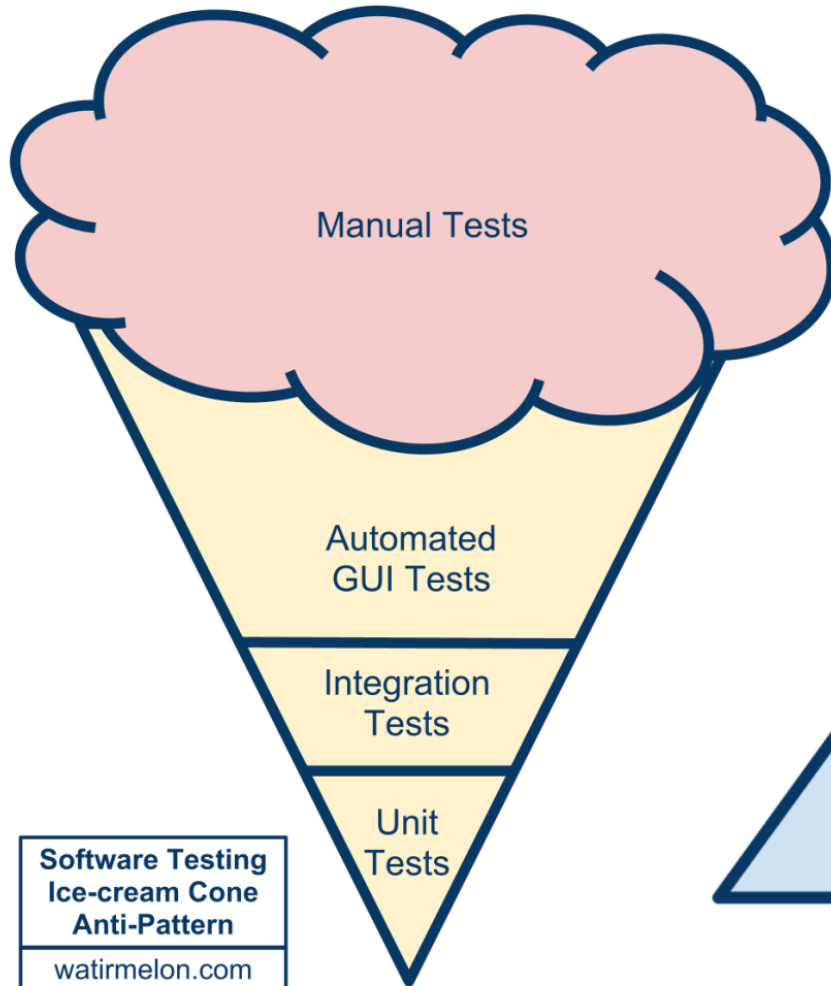 Manual Tests
Automated
GUI Tests
Integration
Tests
Unit
Tests
Software Testing
Ice-cream Cone
Anti-Pattern
watirmelon.com